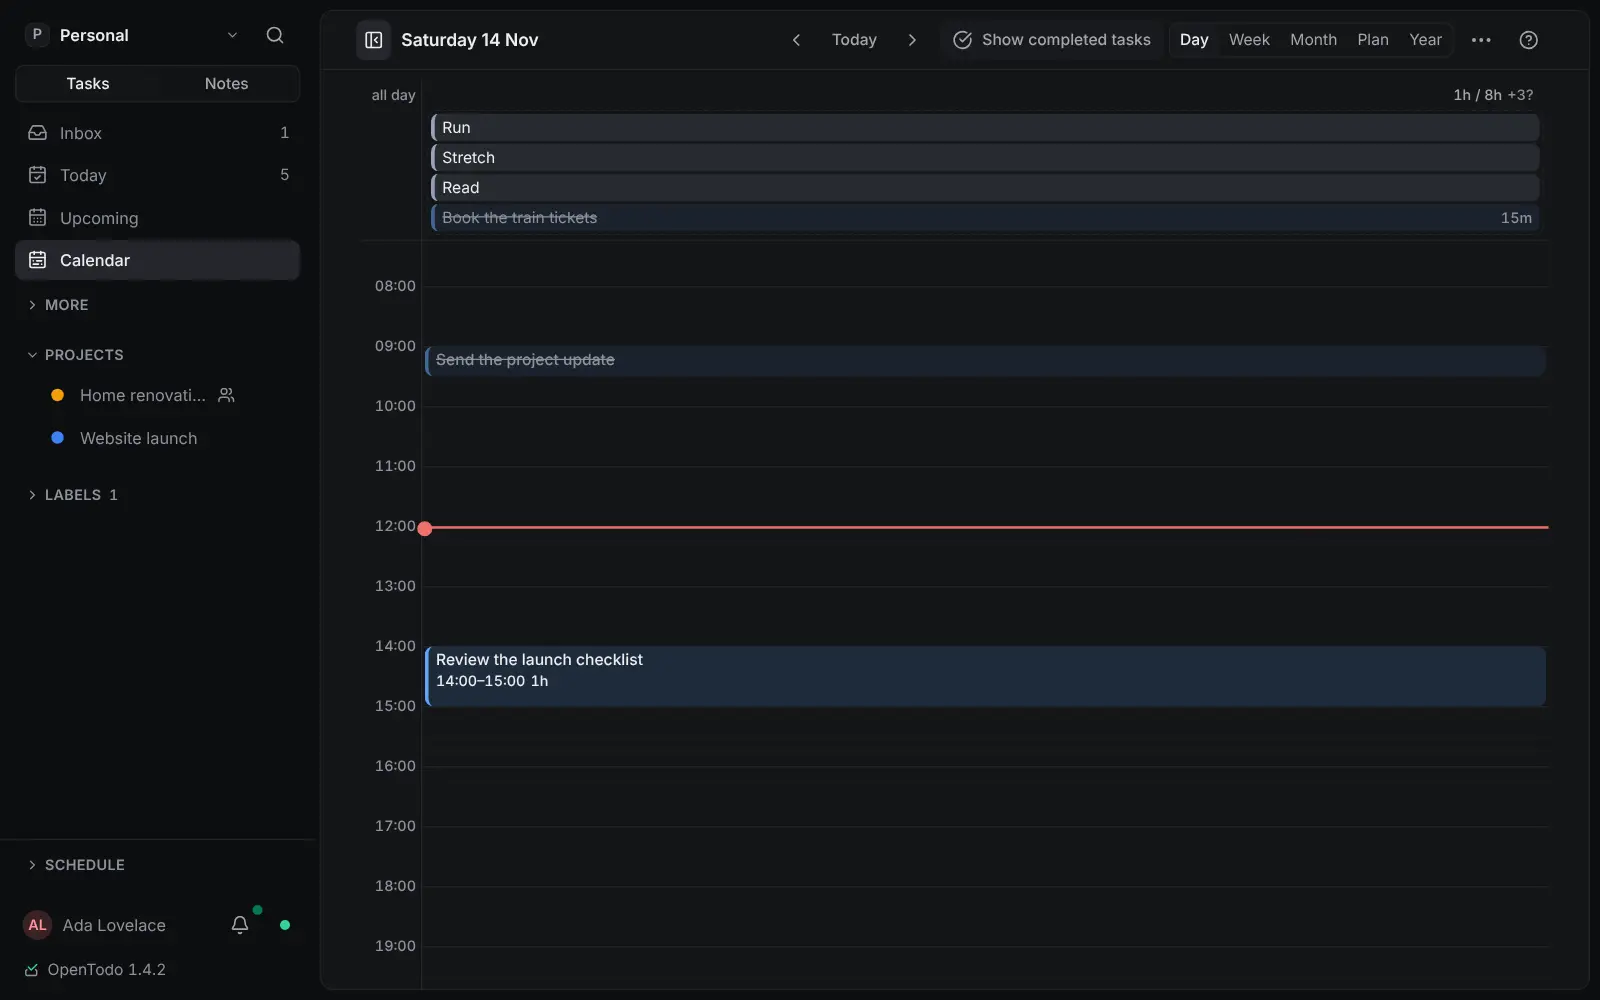 P Personal
Tasks Notes
Inbox 1
Today 5
Upcoming
Calendar
MORE
PROJECTS
Home renovati...
Website launch
LABELS 1
SCHEDULE
AL Ada Lovelace
OpenTodo 1.4.2
Saturday 14 Nov
Today
Show completed tasks
Day Week Month Plan Year
all day
1h / 8h +3?
Run
Stretch
Read
Book the train tickets 15m
08:00
09:00
Send the project update
10:00
11:00
12:00
13:00
14:00
Review the launch checklist
14:00–15:00 1h
15:00
16:00
17:00
18:00
19:00